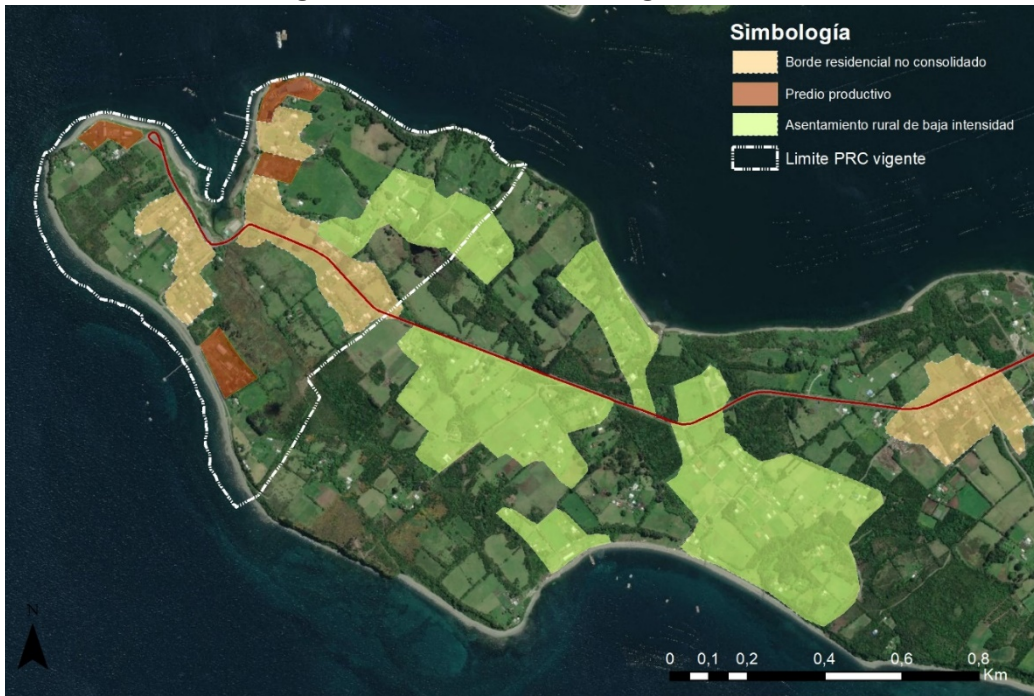 Simbología
Borde residencial no consolidado
Predio productivo
Asentamiento rural de baja intensidad
Limite PRC vigente
N
0 0,1 0,2 0,4 0,6 0,8
Km